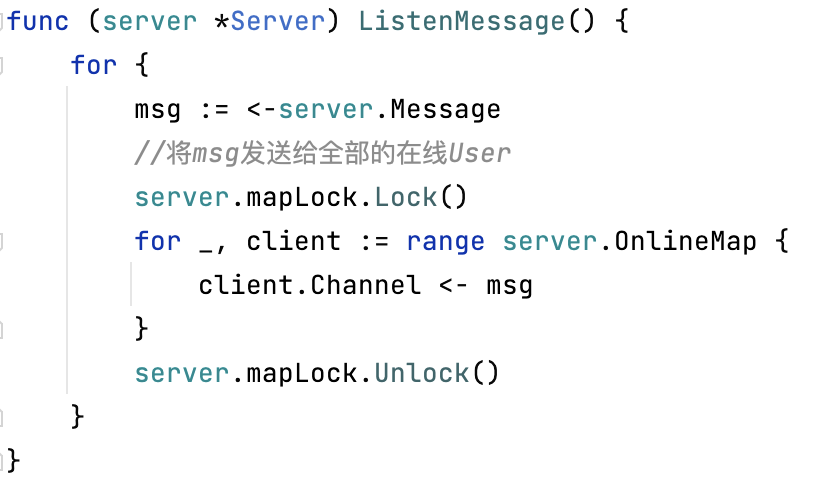 func (server *Server) ListenMessage() {
    for {
        msg := <-server.Message
        //将msg发送给全部的在线User
        server.mapLock.Lock()
        for _, client := range server.OnlineMap {
            client.Channel <- msg
        }
        server.mapLock.Unlock()
    }
}